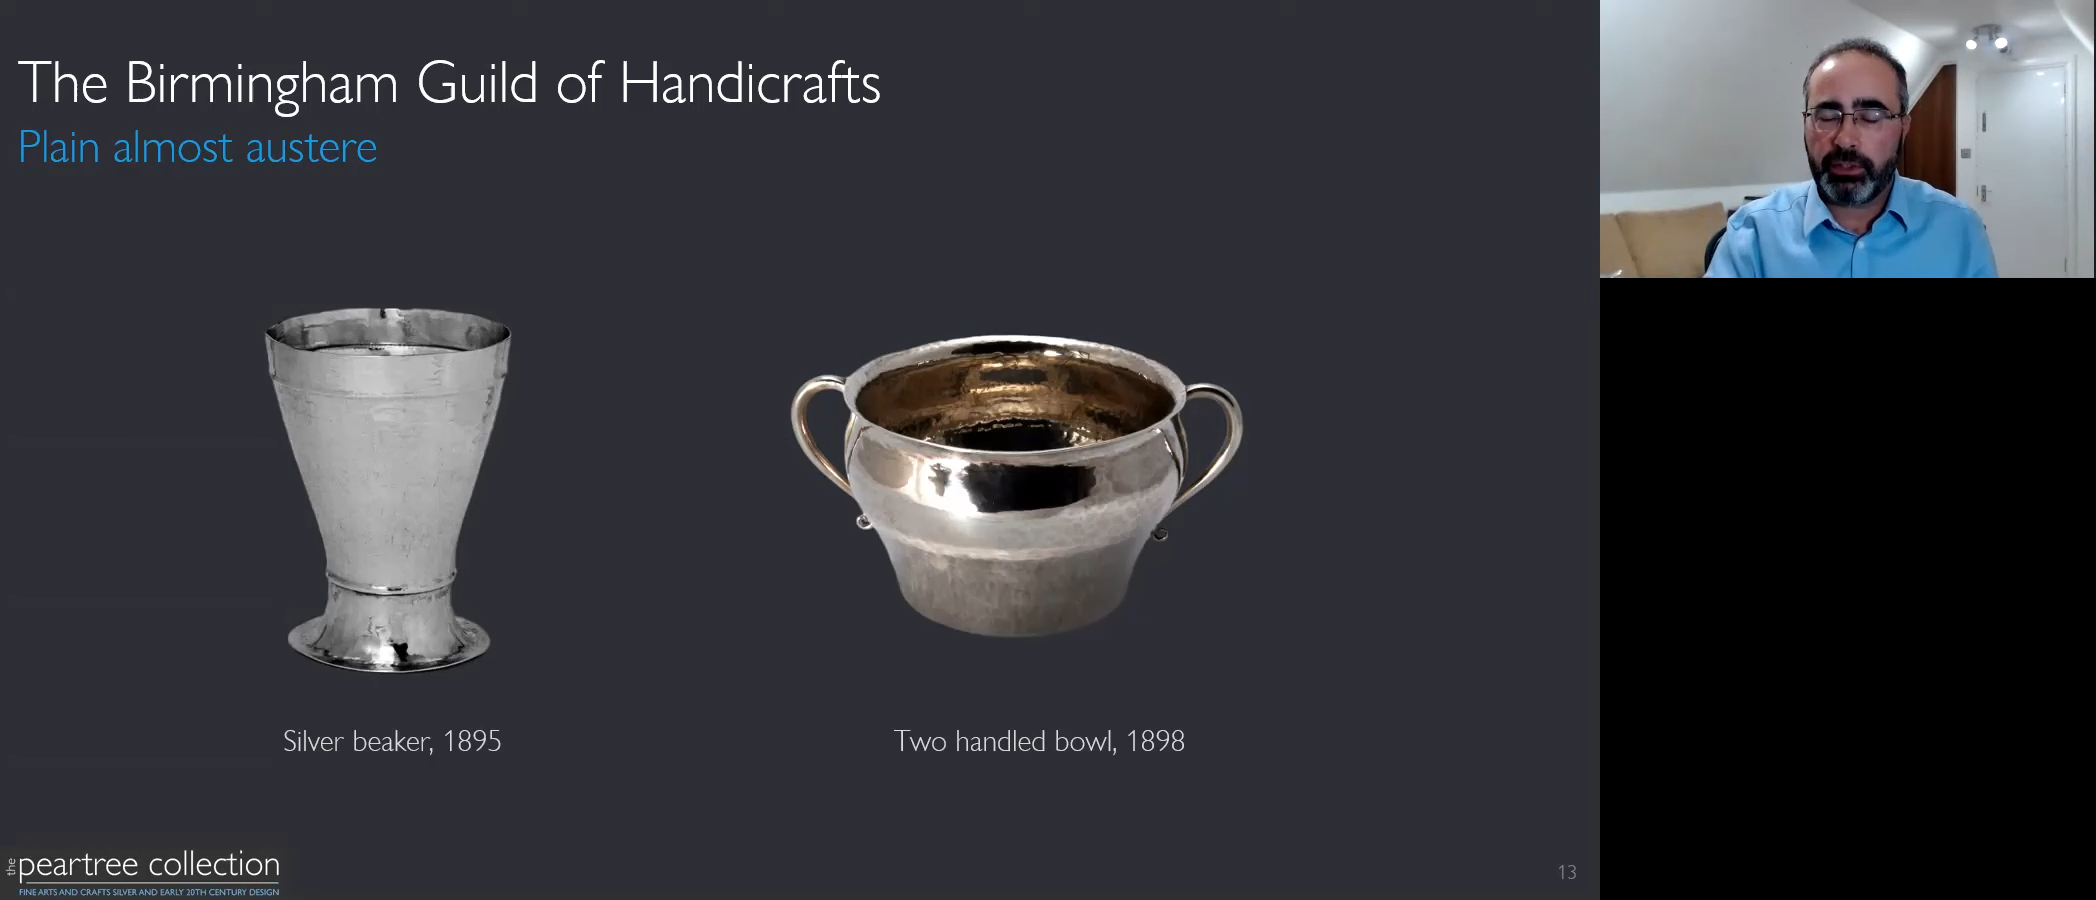 The Birmingham Guild of Handicrafts
Plain almost austere
Silver beaker, 1895
Two handled bowl, 1898
the peartree collection
FINE ARTS AND CRAFTS SILVER AND EARLY 20TH CENTURY DESIGN
13